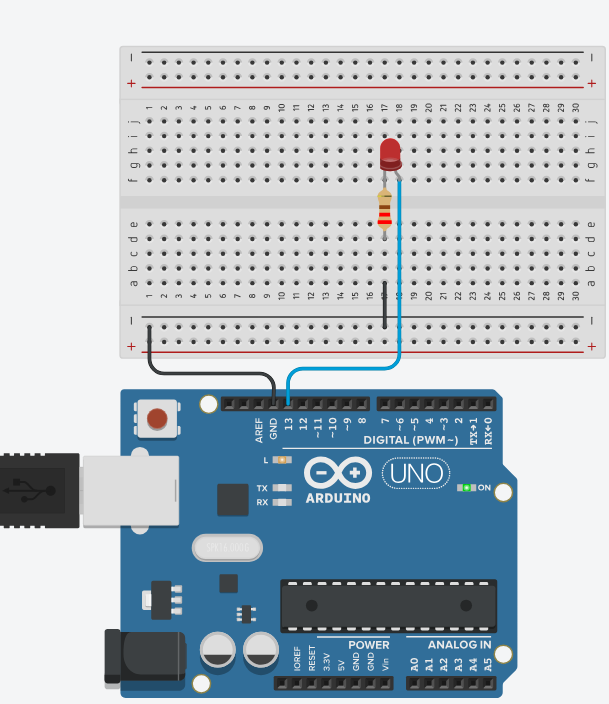 − −
+ +
1 2 3 4 5 6 7 8 9 10 11 12 13 14 15 16 17 18 19 20 21 22 23 24 25 26 27 28 29 30
j j
i i
h h
g g
f f
e e
d d
c c
b b
a a
1 2 3 4 5 6 7 8 9 10 11 12 13 14 15 16 17 18 19 20 21 22 23 24 25 26 27 28 29 30
− −
+ +
AREF GND 13 12 ~11 ~10 ~9 8 7 ~6 ~5 4 ~3 2 TX→1 RX←0
DIGITAL (PWM~)
L
TX
RX
UNO
ARDUINO
ON
POWER
ANALOG IN
IOREF RESET 3.3V 5V GND GND Vin A0 A1 A2 A3 A4 A5